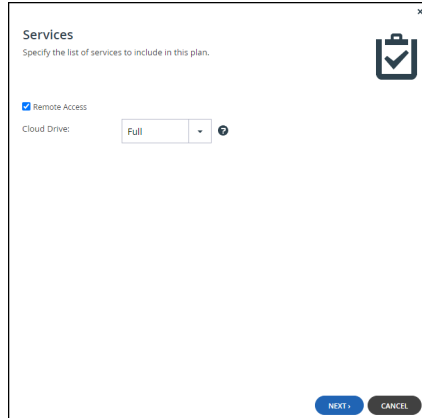 ×
Services
Specify the list of services to include in this plan.
Remote Access
Cloud Drive:
Full
?
NEXT ›
CANCEL